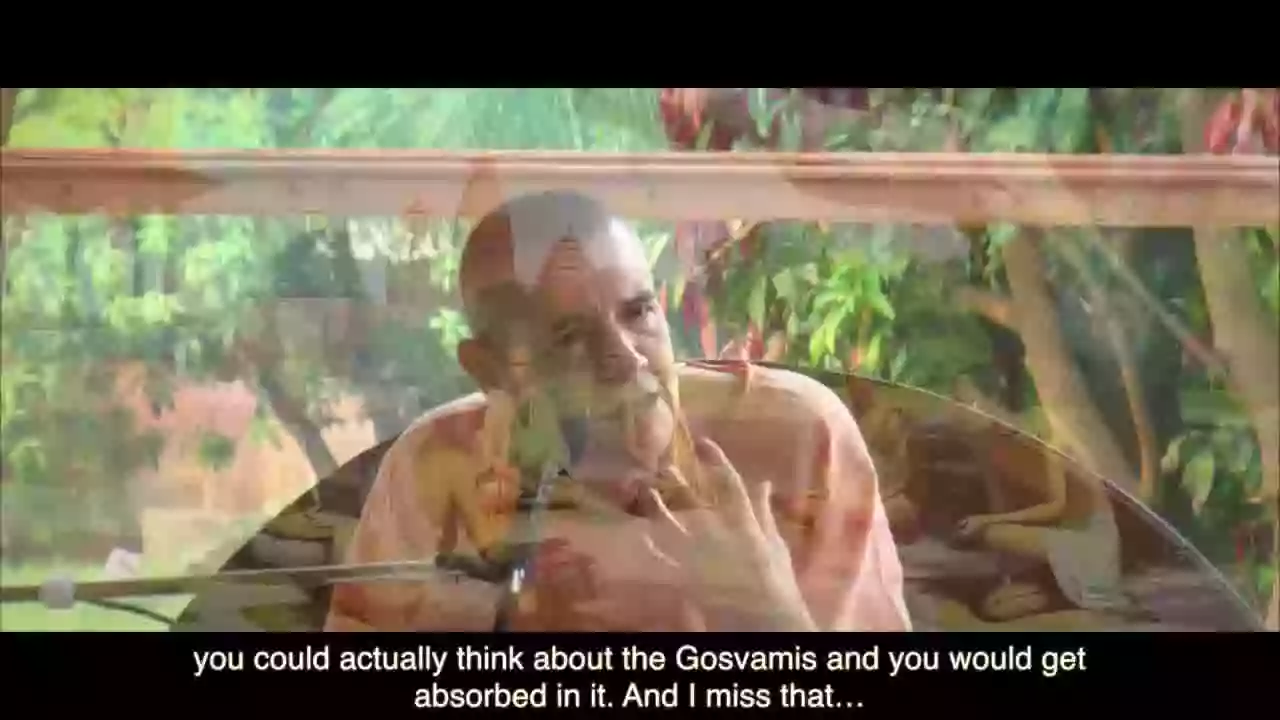 you could actually think about the Gosvamis and you would get
absorbed in it. And I miss that…